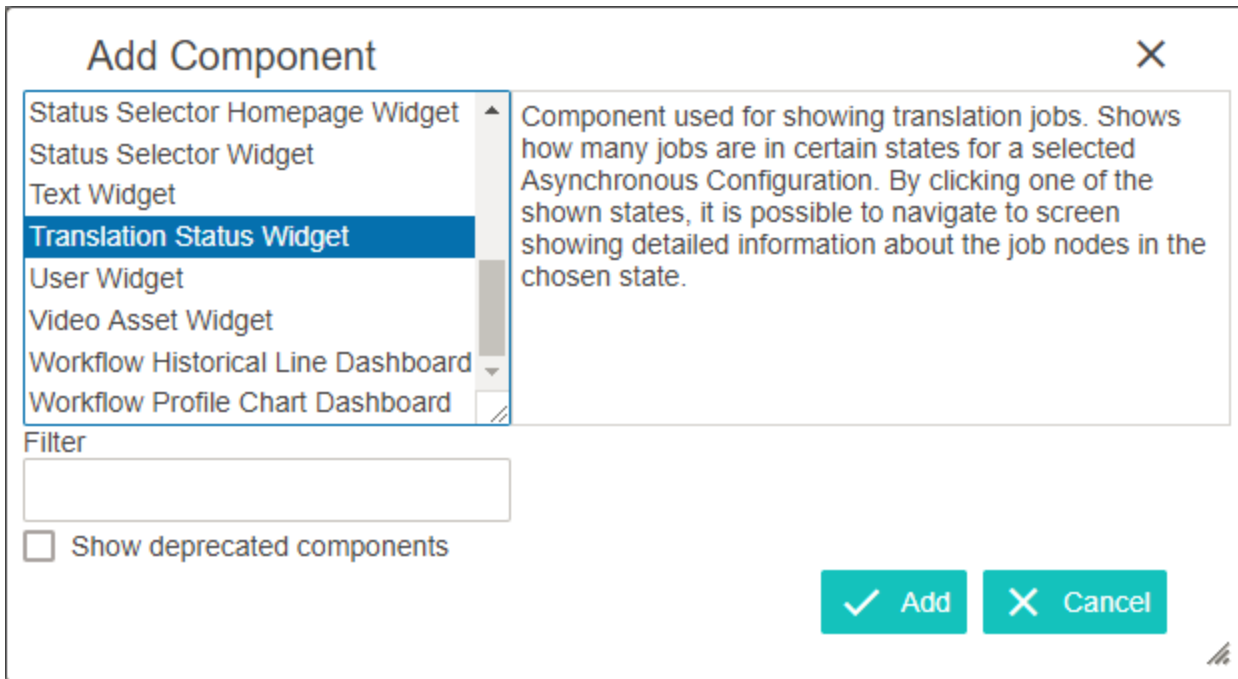 Add Component
Status Selector Homepage Widget
Status Selector Widget
Text Widget
Translation Status Widget
User Widget
Video Asset Widget
Workflow Historical Line Dashboard
Workflow Profile Chart Dashboard
Component used for showing translation jobs. Shows
how many jobs are in certain states for a selected
Asynchronous Configuration. By clicking one of the
shown states, it is possible to navigate to screen
showing detailed information about the job nodes in the
chosen state.
Filter
Show deprecated components
Add
Cancel